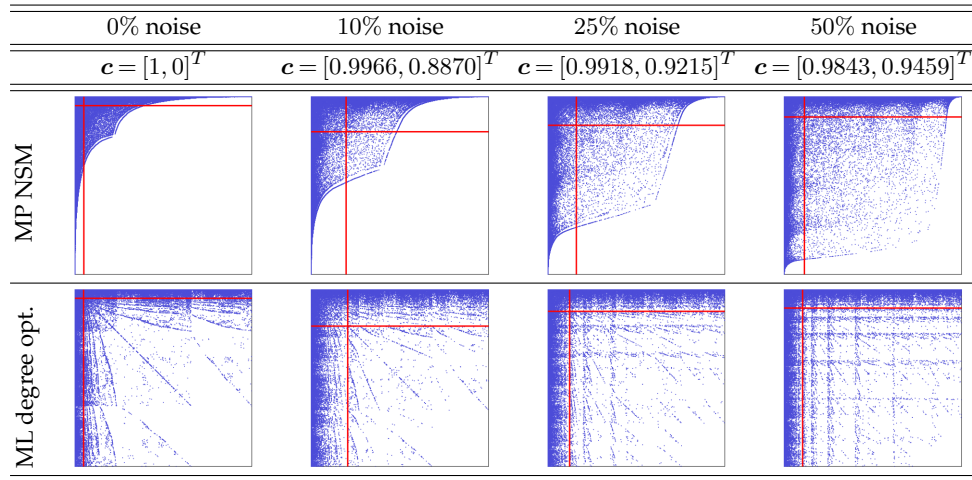 0% noise 10% noise 25% noise 50% noise
c = [1, 0]^T c = [0.9966, 0.8870]^T c = [0.9918, 0.9215]^T c = [0.9843, 0.9459]^T
MP NSM
ML degree opt.